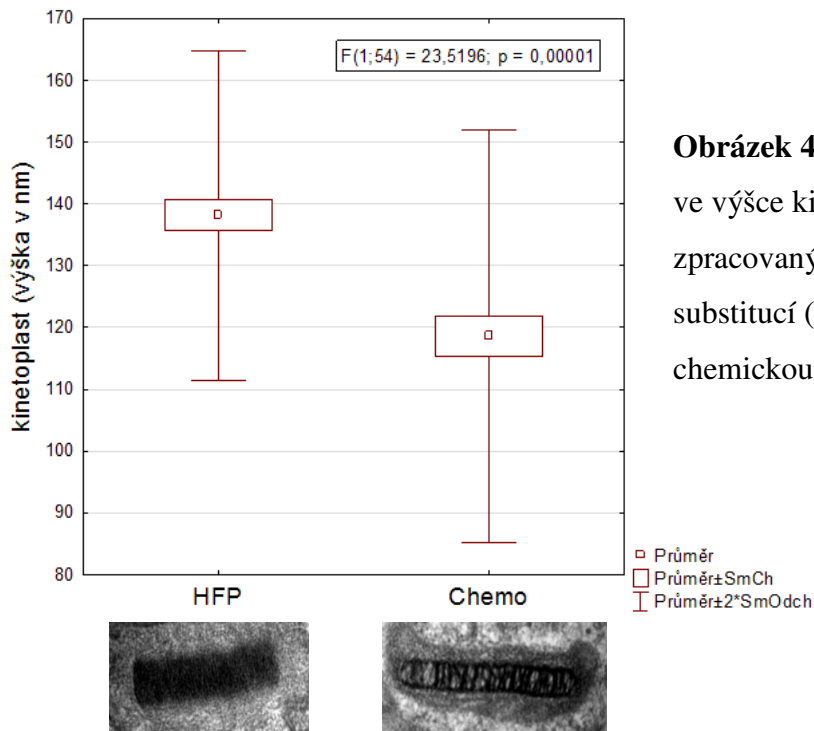 170
F(1;54) = 23,5196; p = 0,00001
160
150
140
130
120
110
100
90
80
kinetoplast (výška v nm)
HFP
Chemo
Průměr
Průměr±SmCh
Průměr±2*SmOdch
Obrázek 4
ve výšce ki
zpracovaný
substitucí (
chemickou